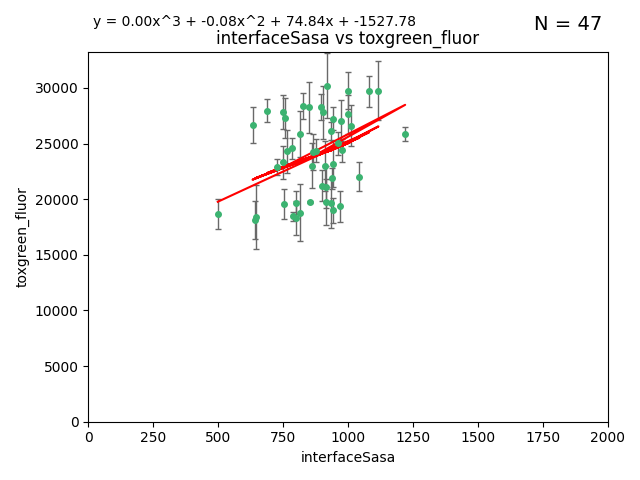 y = 0.00x^3 + -0.08x^2 + 74.84x + -1527.78
N = 47
interfaceSasa vs toxgreen_fluor
30000
25000
20000
15000
10000
5000
0
toxgreen_fluor
0 250 500 750 1000 1250 1500 1750 2000
interfaceSasa